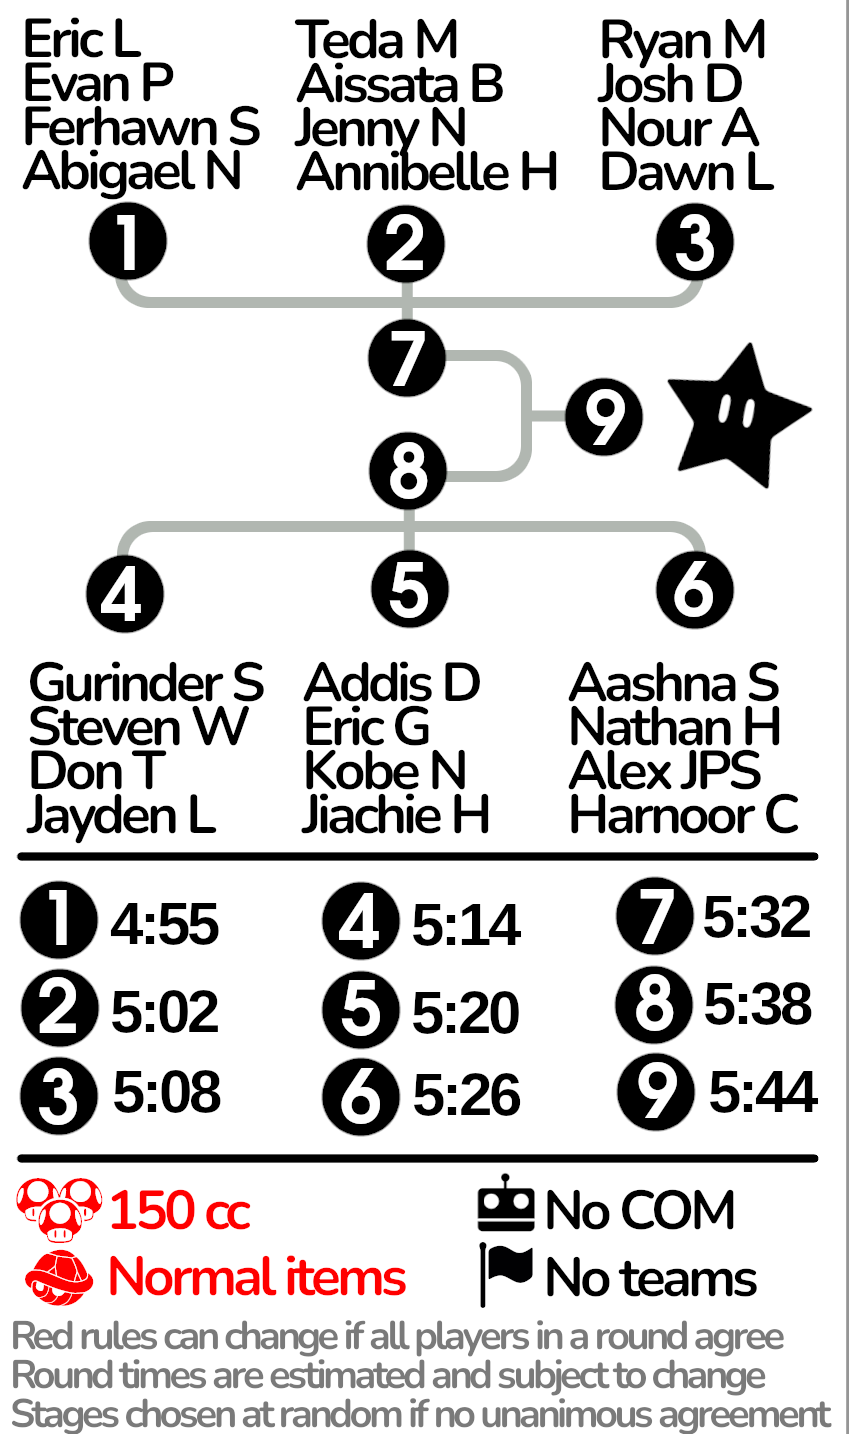 Eric L
Evan P
Ferhawn S
Abigael N
Teda M
Aissata B
Jenny N
Annibelle H
Ryan M
Josh D
Nour A
Dawn L
1
2
3
7
9
8
4
5
6
Gurinder S
Steven W
Don T
Jayden L
Addis D
Eric G
Kobe N
Jiachie H
Aashna S
Nathan H
Alex JPS
Harnoor C
1 4:55
2 5:02
3 5:08
4 5:14
5 5:20
6 5:26
7 5:32
8 5:38
9 5:44
150 cc
Normal items
No COM
No teams
Red rules can change if all players in a round agree
Round times are estimated and subject to change
Stages chosen at random if no unanimous agreement